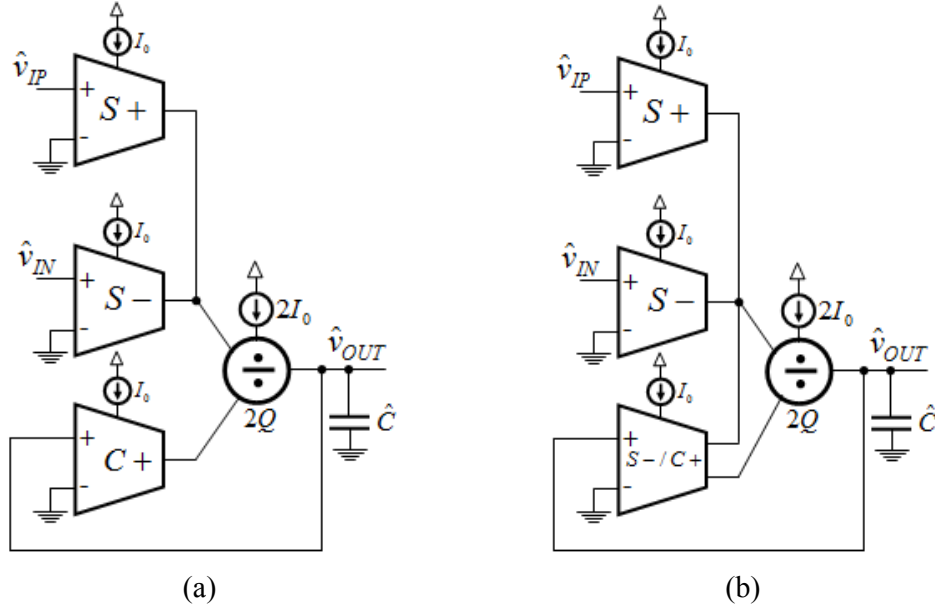 I₀
v̂_IP
+
S +
-
I₀
v̂_IN
+
S −
-
2I₀
÷
2Q
v̂_OUT
Ĉ
I₀
+
C +
-
(a)
I₀
v̂_IP
+
S +
-
I₀
v̂_IN
+
S −
-
2I₀
÷
2Q
v̂_OUT
Ĉ
I₀
+
S − / C +
-
(b)